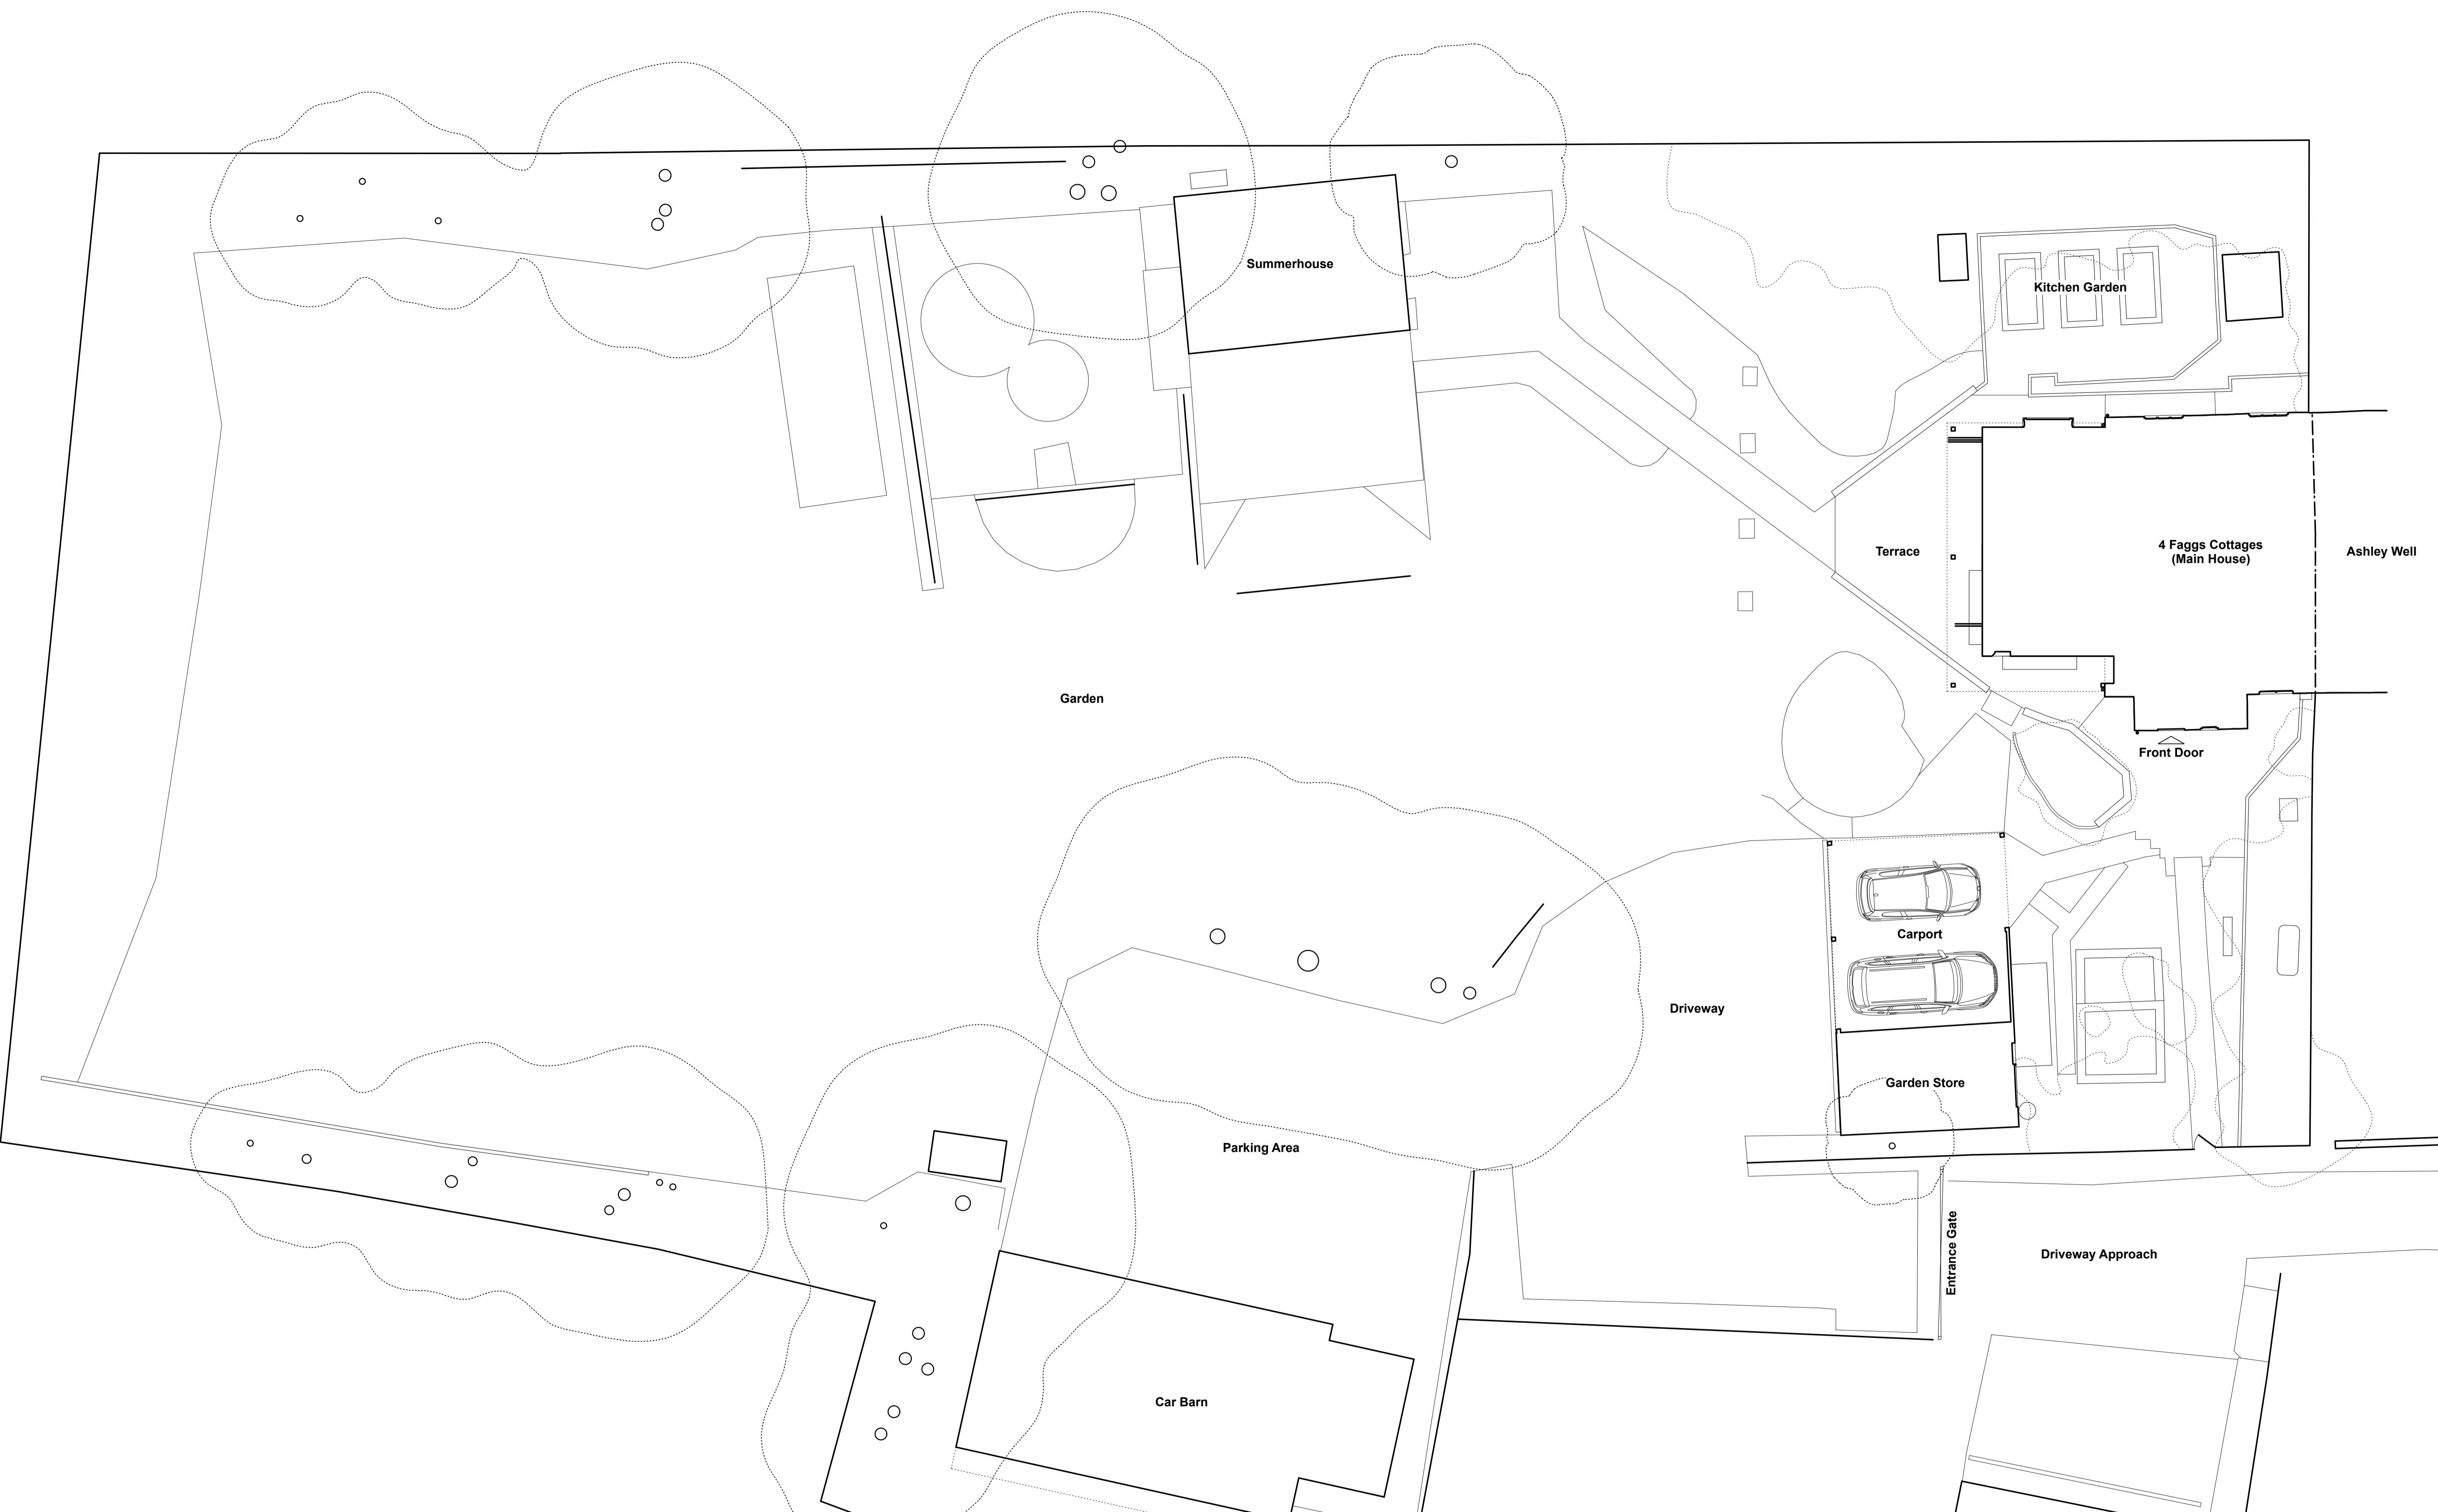 Summerhouse
Kitchen Garden
Terrace
4 Faggs Cottages
(Main House)
Ashley Well
Garden
Front Door
Carport
Driveway
Garden Store
Parking Area
Entrance Gate
Driveway Approach
Car Barn